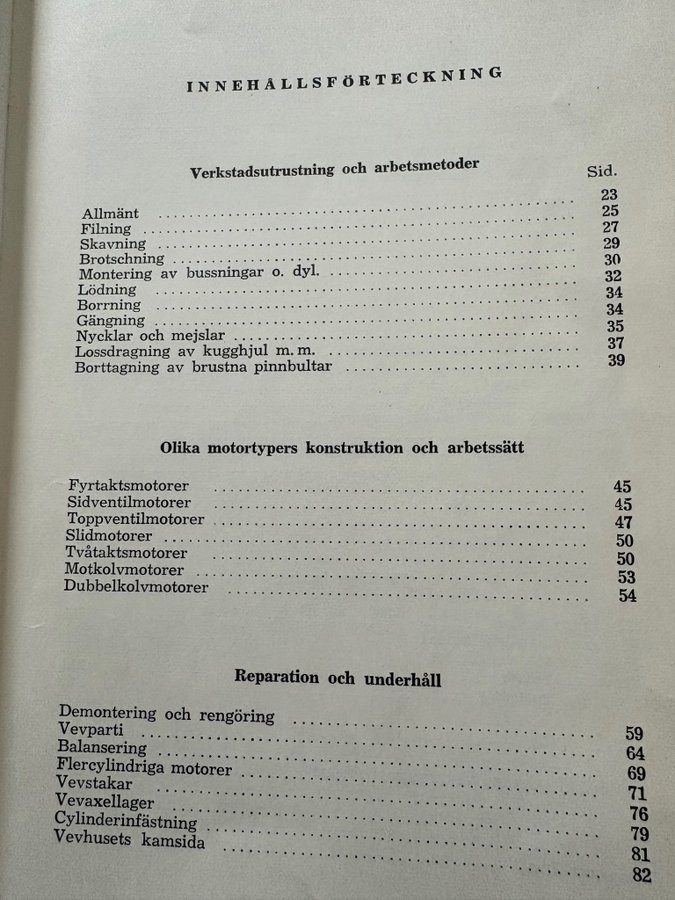 INNEHÅLLSFÖRTECKNING
Verkstadsutrustning och arbetsmetoder
Sid.
Allmänt 23
Filning 25
Skavning 27
Brotschning 29
Montering av bussningar o. dyl. 30
Lödning 32
Borrning 34
Gängning 34
Nycklar och mejslar 35
Lossdragning av kugghjul m. m. 37
Borttagning av brustna pinnbultar 39
Olika motortypers konstruktion och arbetssätt
Fyrtaktsmotorer 45
Sidventilmotorer 45
Toppventilmotorer 47
Slidmotorer 50
Tvåtaktsmotorer 50
Motkolvmotorer 53
Dubbelkolvmotorer 54
Reparation och underhåll
Demontering och rengöring 59
Vevparti 64
Balansering 69
Flercylindriga motorer 71
Vevstakar 76
Vevaxellager 79
Cylinderinfästning 81
Vevhusets kamsida 82